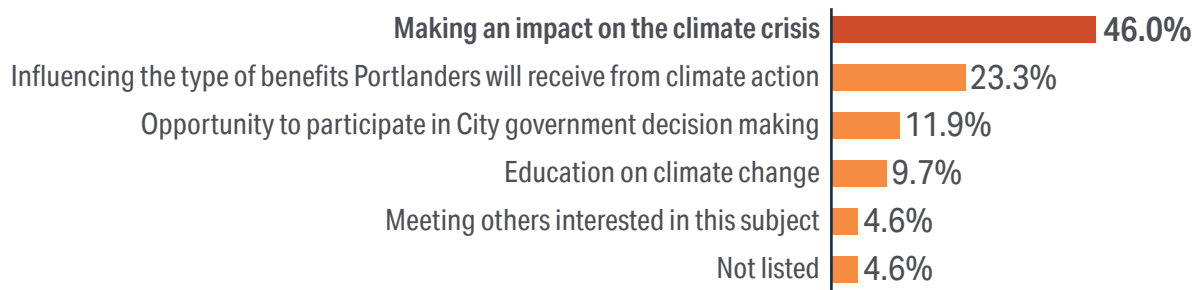 Making an impact on the climate crisis 46.0%
Influencing the type of benefits Portlanders will receive from climate action 23.3%
Opportunity to participate in City government decision making 11.9%
Education on climate change 9.7%
Meeting others interested in this subject 4.6%
Not listed 4.6%